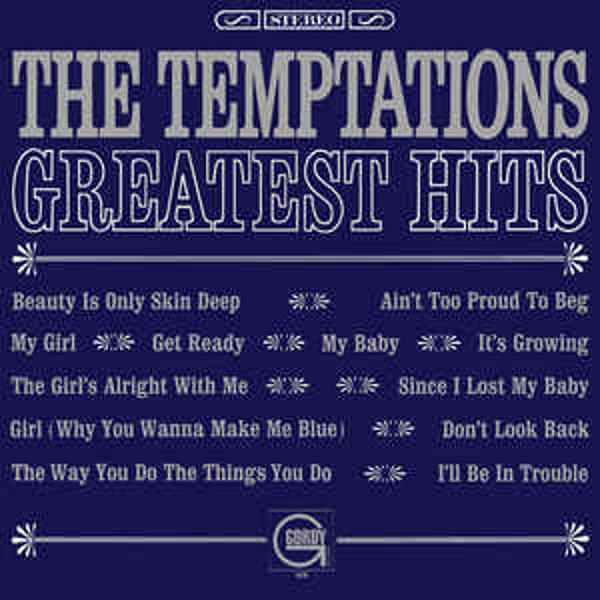 STEREO
THE TEMPTATIONS
GREATEST HITS
Beauty Is Only Skin Deep Ain't Too Proud To Beg
My Girl Get Ready My Baby It's Growing
The Girl's Alright With Me Since I Lost My Baby
Girl (Why You Wanna Make Me Blue) Don't Look Back
The Way You Do The Things You Do I'll Be In Trouble
GORDY